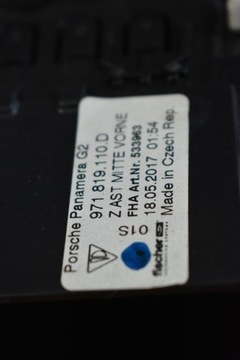 Porsche Panamera G2
971.819.110.D
Z AST MITTE VORNE
FHA Art.Nr. 533963
18.05.2017 01:54
Made in Czech Rep.
01S
fischer